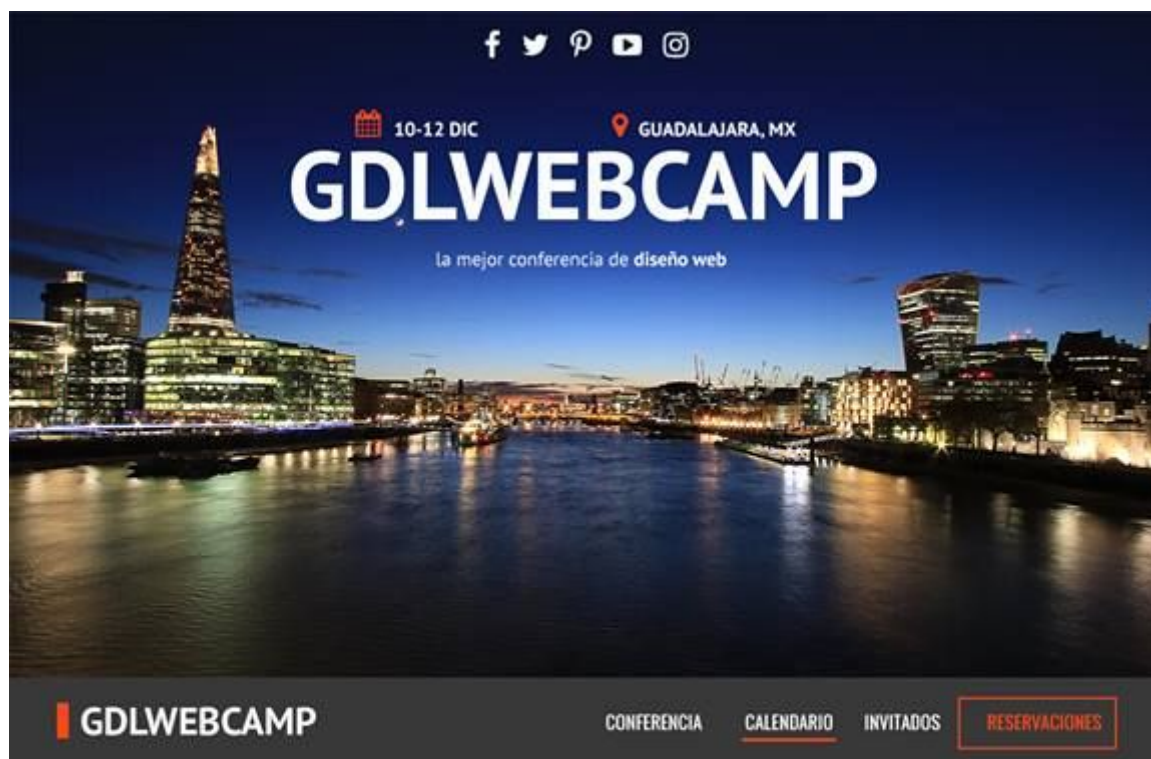 10-12 DIC GUADALAJARA, MX
GDLWEBCAMP
la mejor conferencia de diseño web
GDLWEBCAMP CONFERENCIA CALENDARIO INVITADOS RESERVACIONES